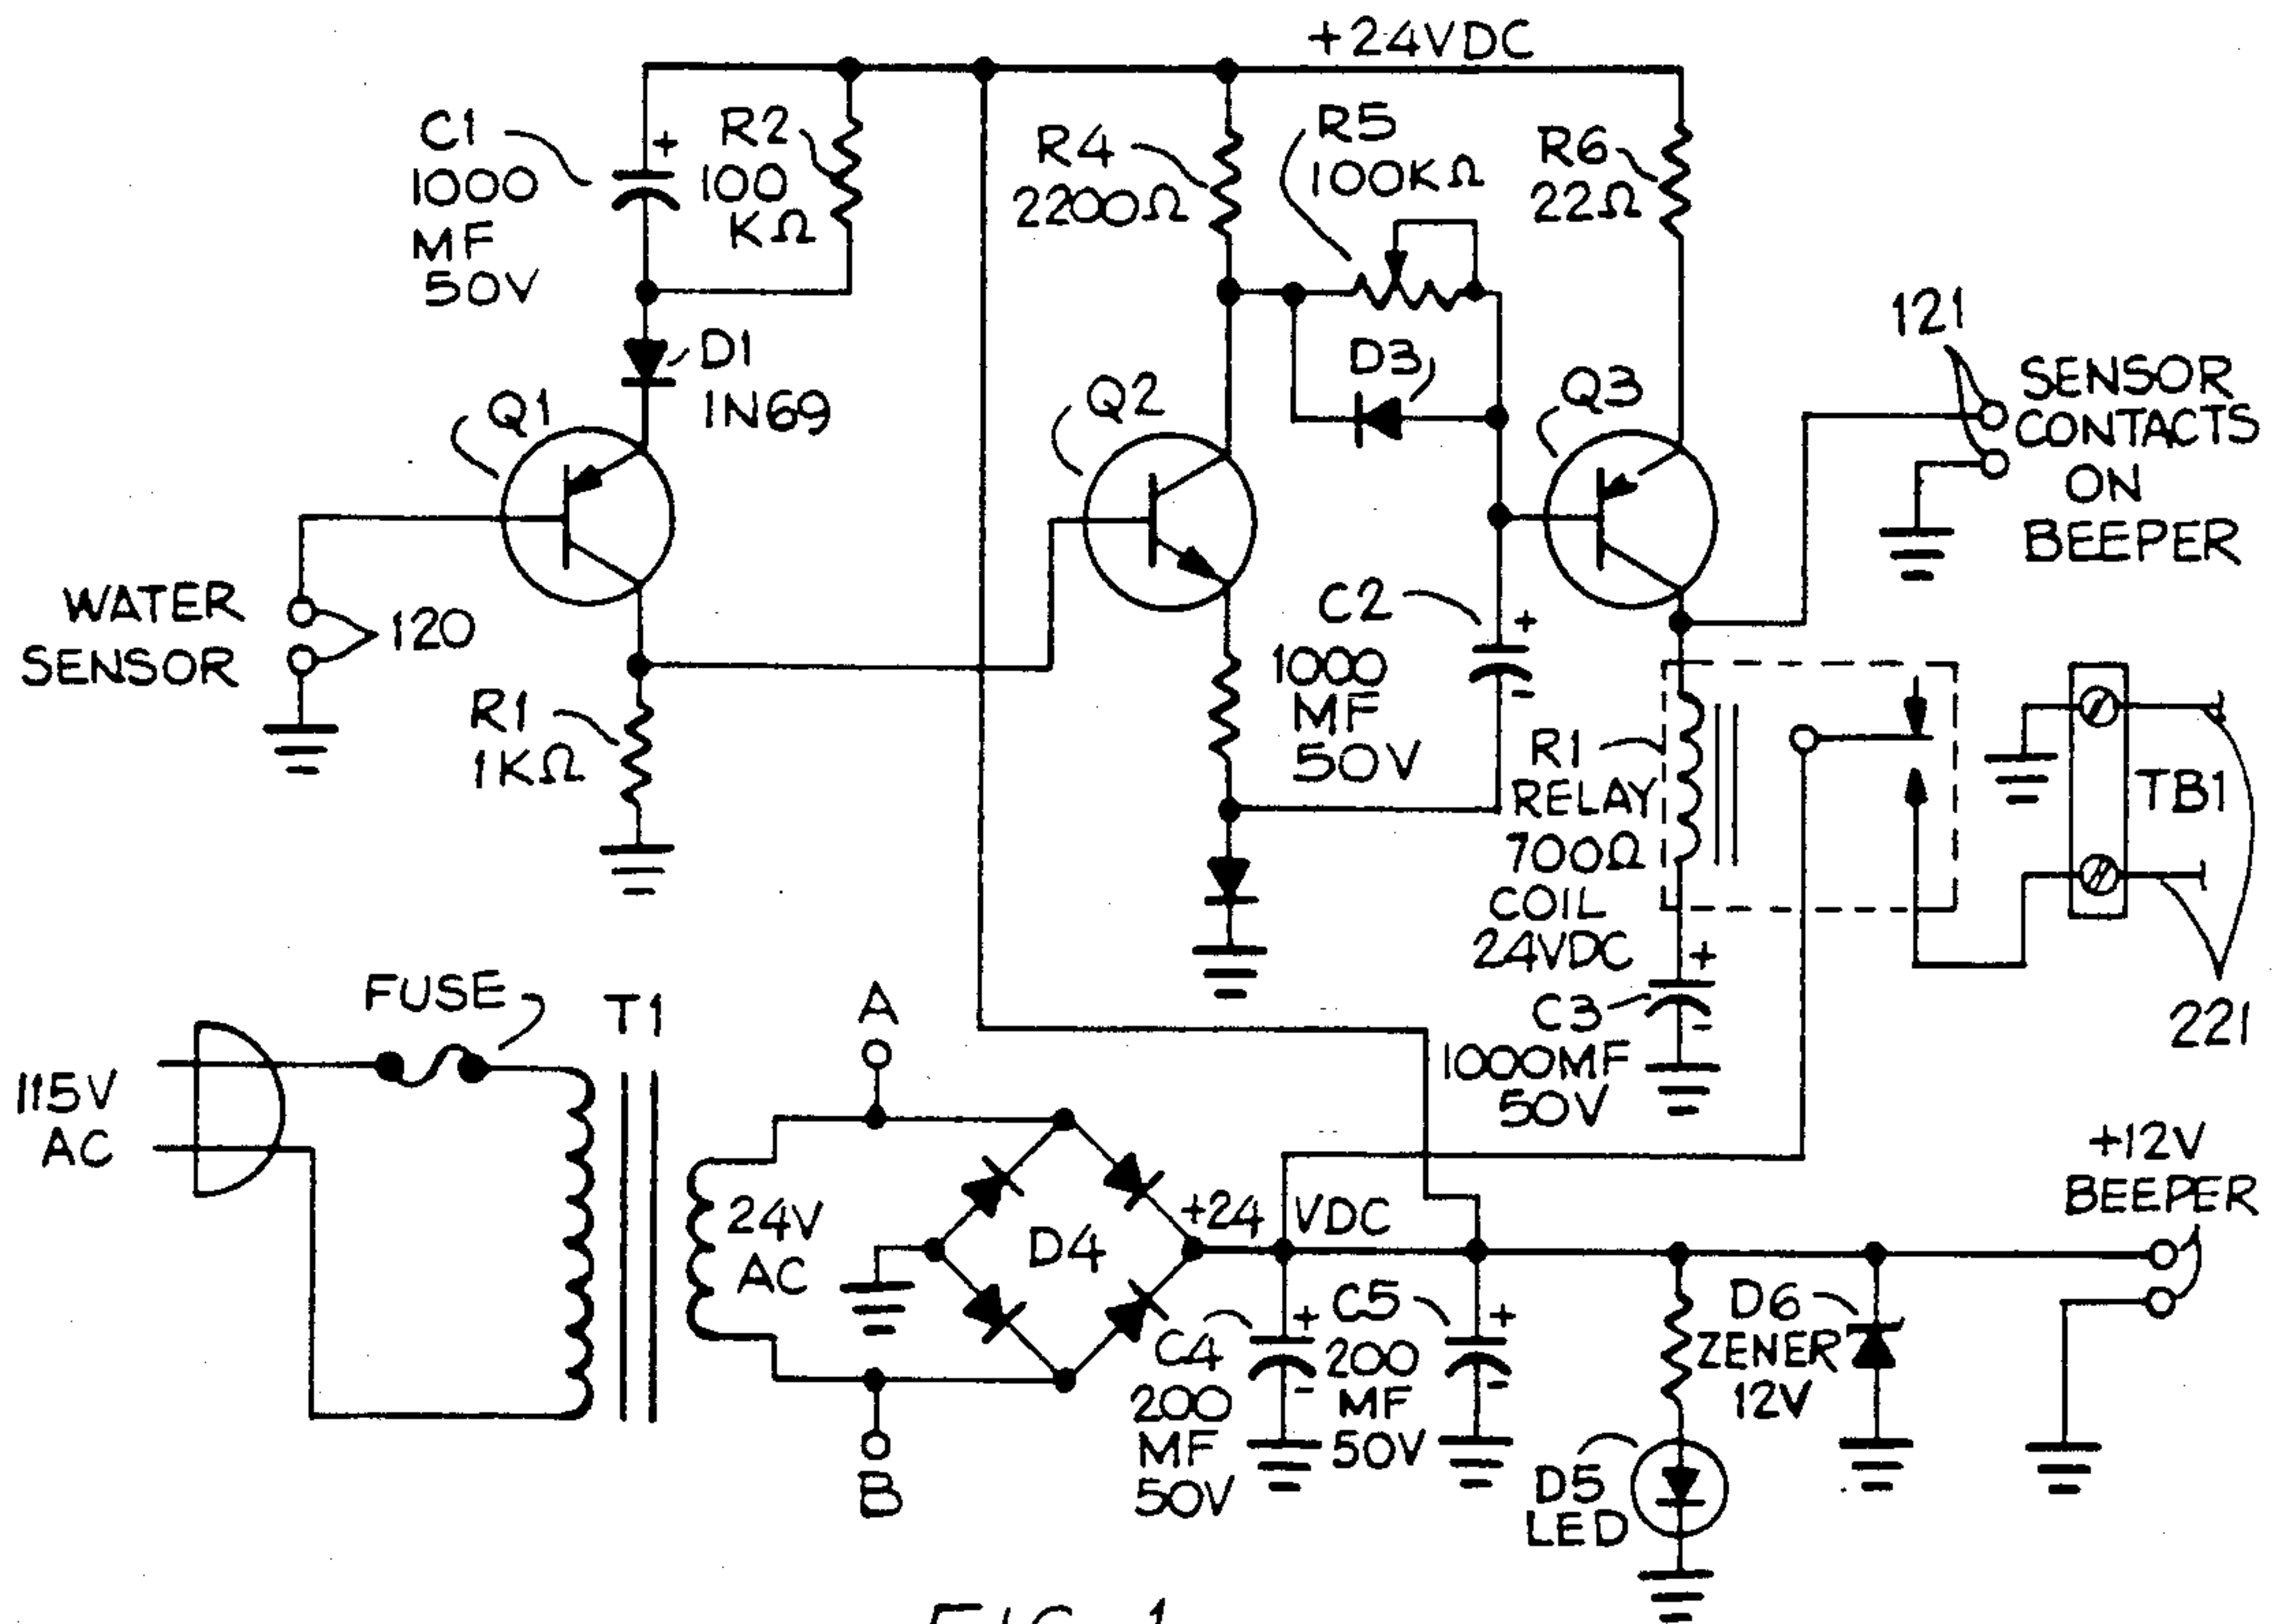 +24VDC
C1
1000
MF
50V
+
R2
100
KΩ
R4
2200Ω
R5
100KΩ
R6
22Ω
D1
IN69
Q1
Q2
D3
Q3
121
SENSOR
CONTACTS
ON
BEEPER
WATER
SENSOR
120
R1
1KΩ
C2
1000
MF
50V
+
-
R1
RELAY
700Ω
COIL
24VDC
TB1
221
C3
1000MF
50V
+
-
FUSE
T1
115V
AC
24V
AC
A
B
D4
+24 VDC
C4
200
MF
50V
+
-
C5
200
MF
50V
+
-
D5
LED
D6
ZENER
12V
+12V
BEEPER
FIG. 1